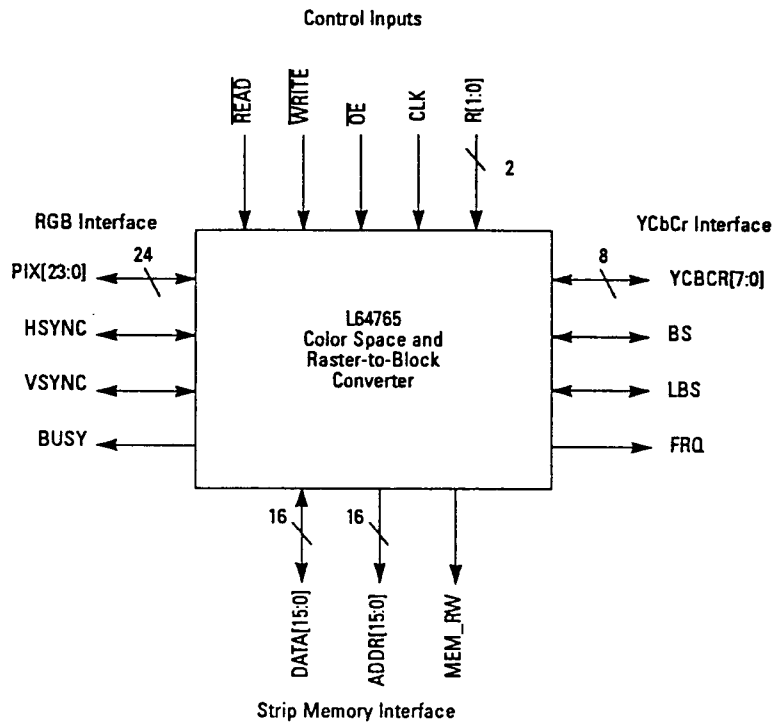 Control Inputs
READ
WRITE
OE
CLK
R[1:0]
2
RGB Interface
YCbCr Interface
24
PIX[23:0]
8
YCBCR[7:0]
HSYNC
BS
VSYNC
LBS
BUSY
FRQ
L64765
Color Space and
Raster-to-Block
Converter
16
16
DATA[15:0]
ADDR[15:0]
MEM_RW
Strip Memory Interface